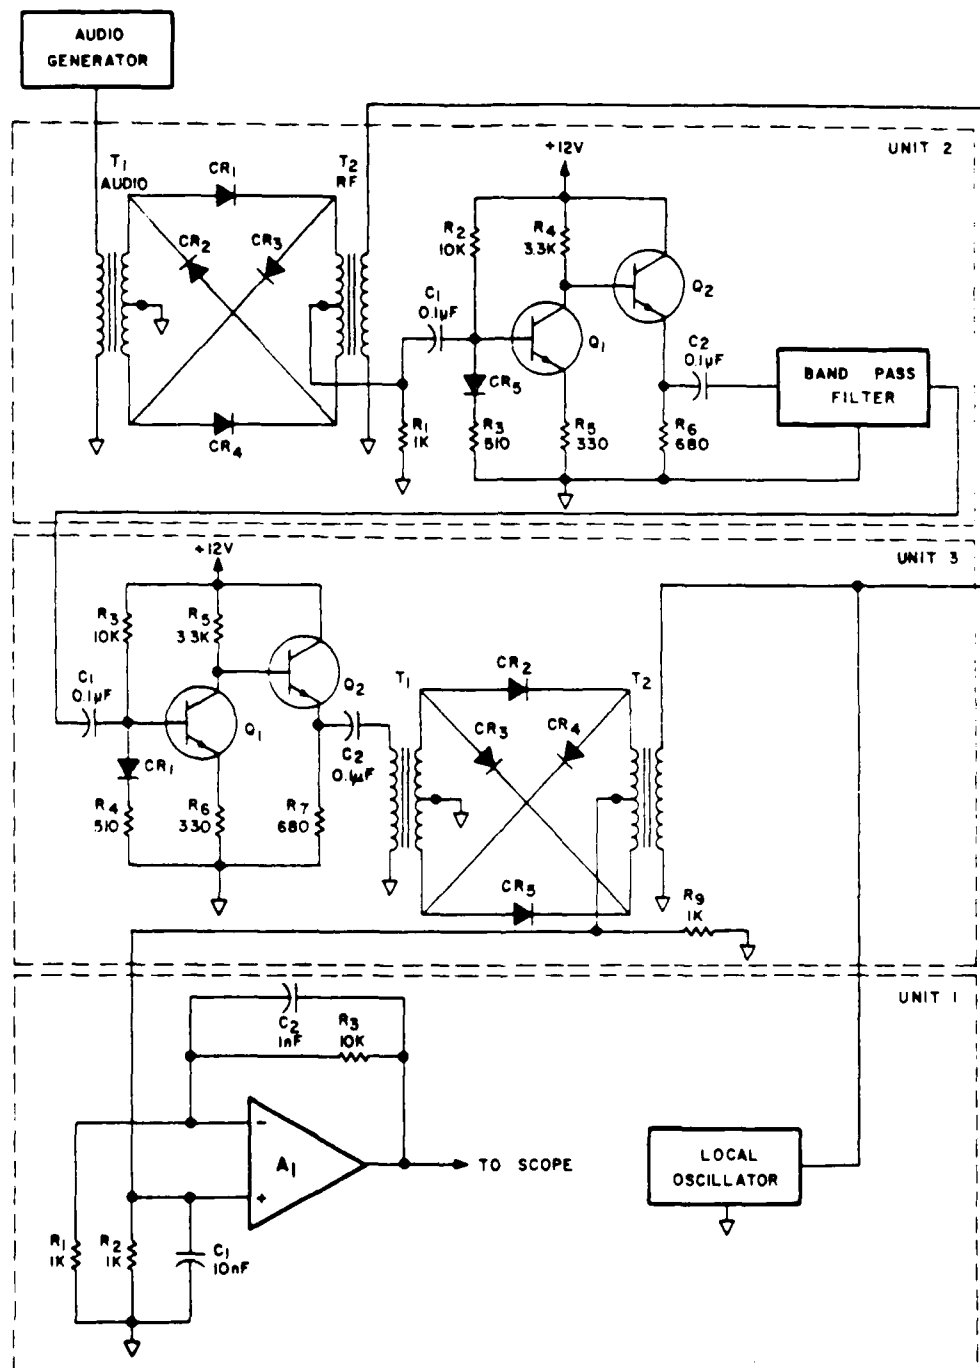 AUDIO
GENERATOR
UNIT 2
T1
AUDIO
CR1
T2
RF
CR2
CR3
CR4
+12V
R2
10K
R4
3.3K
C1
0.1µF
Q1
Q2
CR5
R1
1K
R3
510
R5
330
R6
680
C2
0.1µF
BAND PASS
FILTER
UNIT 3
+12V
R3
10K
R5
3.3K
C1
0.1µF
Q1
Q2
CR1
R4
510
R6
330
R7
680
C2
0.1µF
T1
CR2
T2
CR3
CR4
CR5
R9
1K
UNIT 1
C2
1nF
R3
10K
-
A1
+
TO SCOPE
R1
1K
R2
1K
C1
10nF
LOCAL
OSCILLATOR